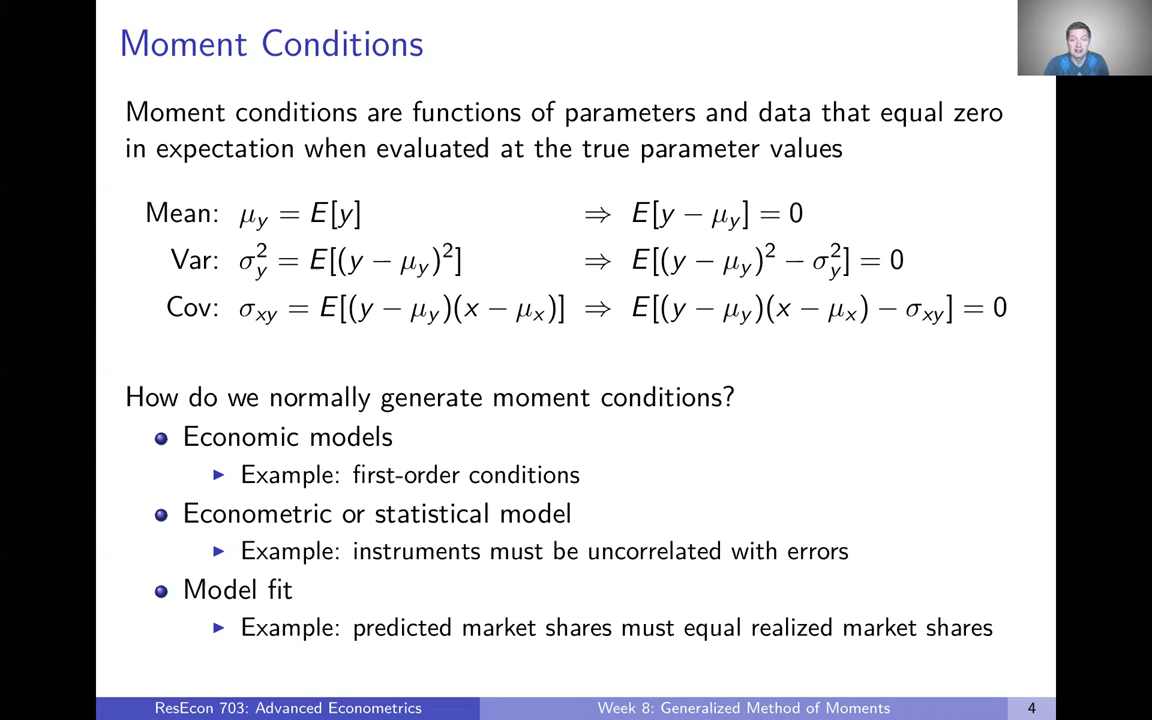 Moment Conditions
Moment conditions are functions of parameters and data that equal zero
in expectation when evaluated at the true parameter values
Mean: μ_y = E[y] ⇒ E[y − μ_y] = 0
Var: σ_y^2 = E[(y − μ_y)^2] ⇒ E[(y − μ_y)^2 − σ_y^2] = 0
Cov: σ_xy = E[(y − μ_y)(x − μ_x)] ⇒ E[(y − μ_y)(x − μ_x) − σ_xy] = 0
How do we normally generate moment conditions?
Economic models
Example: first-order conditions
Econometric or statistical model
Example: instruments must be uncorrelated with errors
Model fit
Example: predicted market shares must equal realized market shares
ResEcon 703: Advanced Econometrics Week 8: Generalized Method of Moments 4